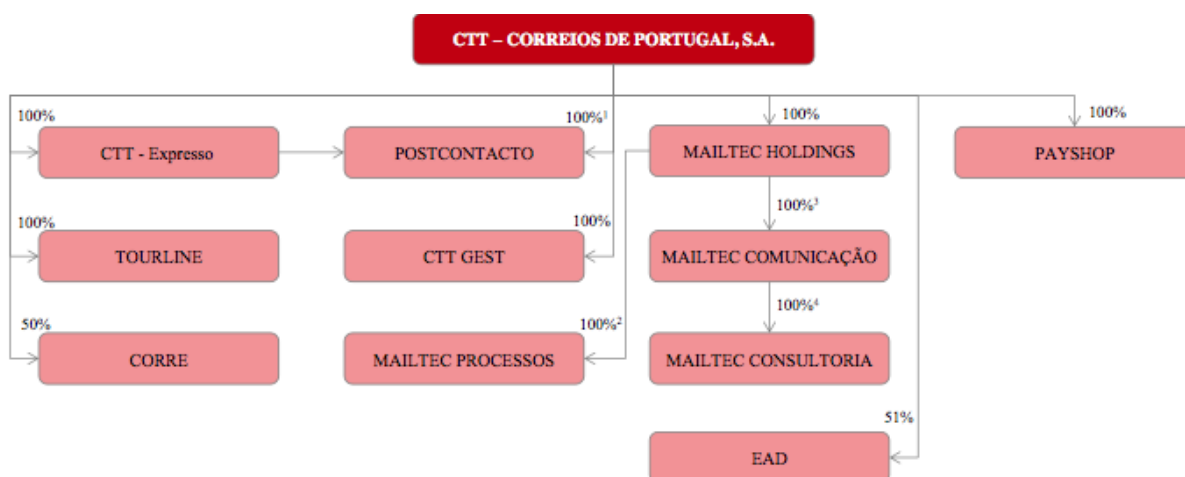 CTT – CORREIOS DE PORTUGAL, S.A.
100%
100%¹
100%
100%
CTT - Expresso
POSTCONTACTO
MAILTEC HOLDINGS
PAYSHOP
100%
100%
100%³
TOURLINE
CTT GEST
MAILTEC COMUNICAÇÃO
50%
100%²
100%⁴
CORRE
MAILTEC PROCESSOS
MAILTEC CONSULTORIA
51%
EAD